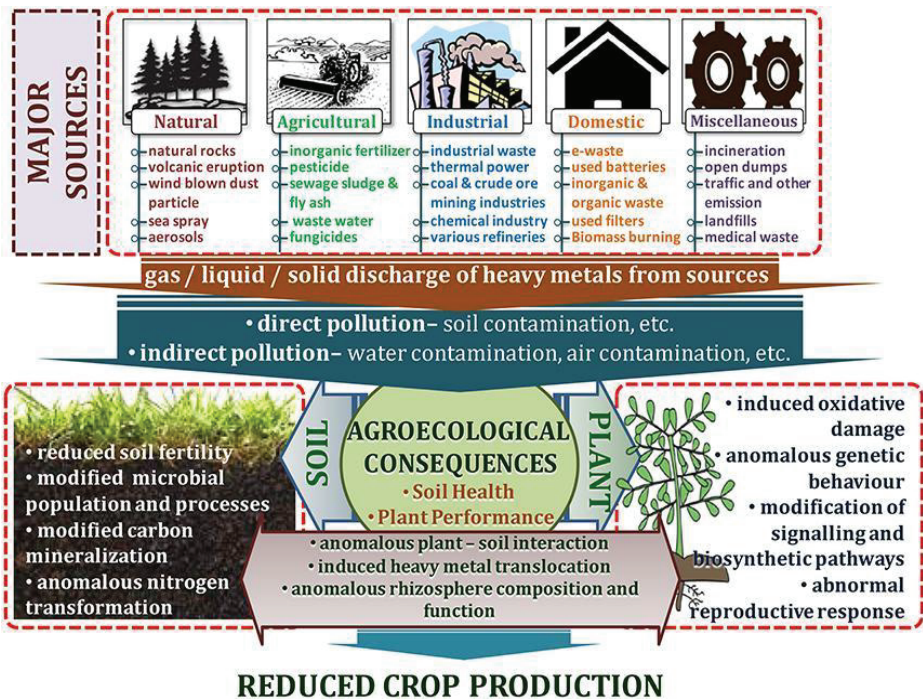 MAJOR
SOURCES
Natural
natural rocks
volcanic eruption
wind blown dust
particle
sea spray
aerosols
Agricultural
inorganic fertilizer
pesticide
sewage sludge &
fly ash
waste water
fungicides
Industrial
industrial waste
thermal power
coal & crude ore
mining industries
chemical industry
various refineries
Domestic
e-waste
used batteries
inorganic &
organic waste
used filters
Biomass burning
Miscellaneous
incineration
open dumps
traffic and other
emission
landfills
medical waste
gas / liquid / solid discharge of heavy metals from sources
• direct pollution– soil contamination, etc.
• indirect pollution– water contamination, air contamination, etc.
• reduced soil fertility
• modified microbial
population and processes
• modified carbon
mineralization
• anomalous nitrogen
transformation
SOIL
AGROECOLOGICAL
CONSEQUENCES
• Soil Health
• Plant Performance
PLANT
• induced oxidative
damage
• anomalous genetic
behaviour
• modification of
signalling and
biosynthetic pathways
• abnormal
reproductive response
• anomalous plant – soil interaction
• induced heavy metal translocation
• anomalous rhizosphere composition and
function
REDUCED CROP PRODUCTION